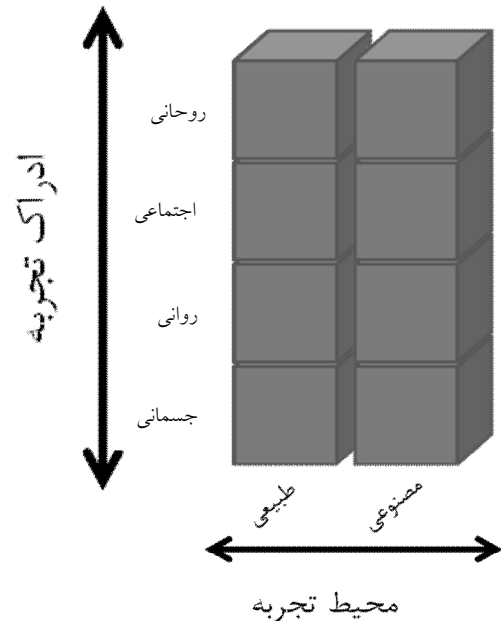 روحانی
اجتماعی
روانی
جسمانی
ادراک تجربه
طبیعی
مصنوعی
محیط تجربه